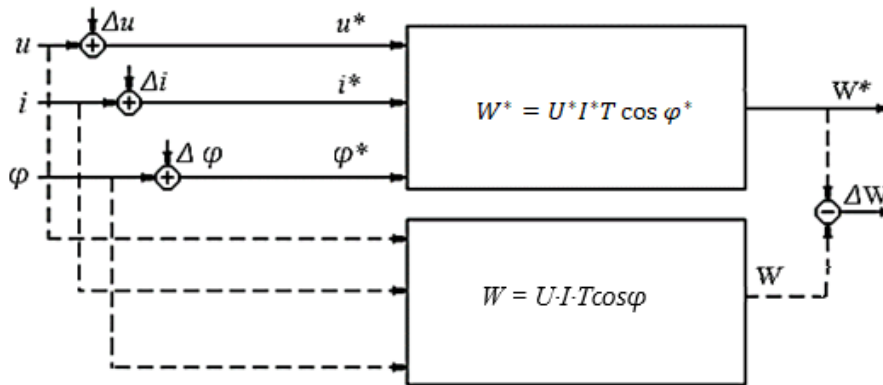 Δu
u
u*
Δi
i
i*
W* = U*I*T cos φ*
W*
Δ φ
φ
φ*
ΔW
W
W = U·I·Tcosφ